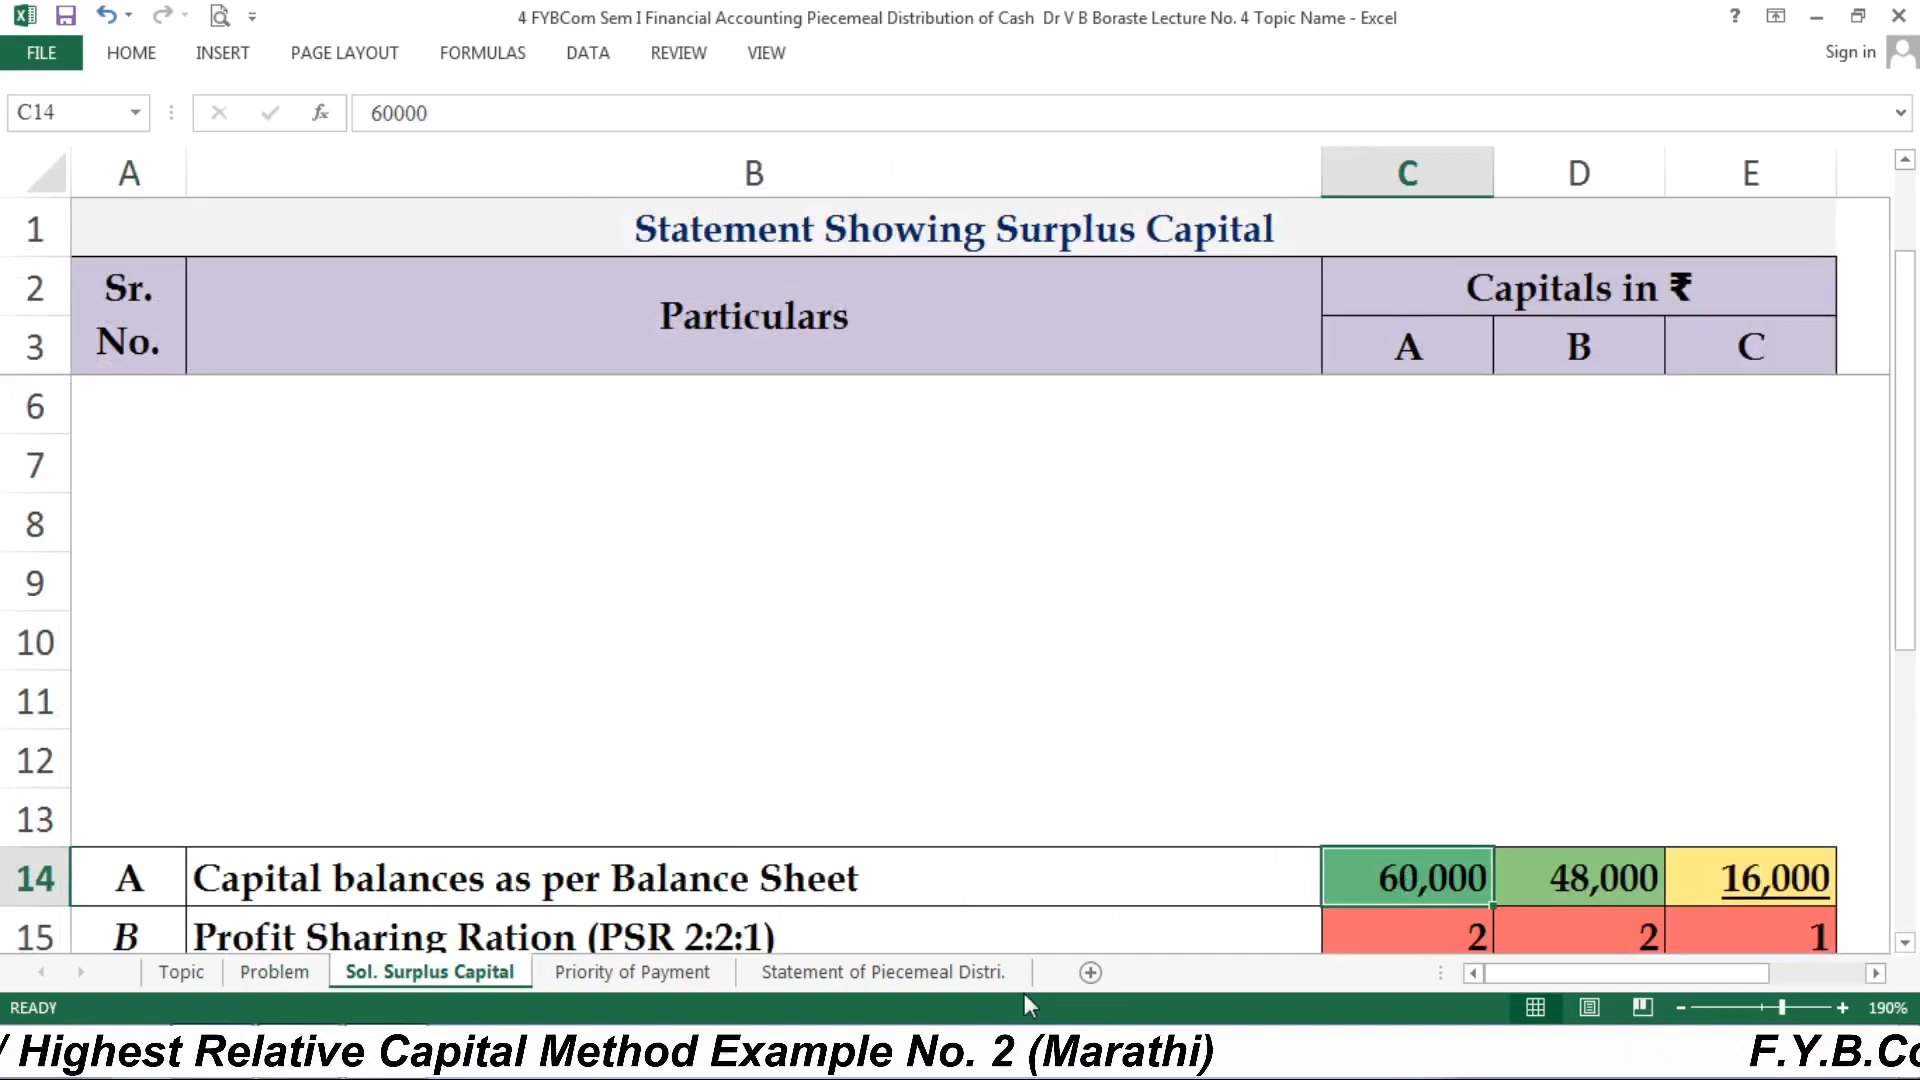 4 FYBCom Sem I Financial Accounting Piecemeal Distribution of Cash Dr V B Boraste Lecture No. 4 Topic Name - Excel
?
FILE HOME INSERT PAGE LAYOUT FORMULAS DATA REVIEW VIEW Sign in
C14 fx 60000
A B C D E
1 Statement Showing Surplus Capital
2 Sr. Particulars Capitals in ₹
3 No. A B C
6
7
8
9
10
11
12
13
14 A Capital balances as per Balance Sheet 60,000 48,000 16,000
15 B Profit Sharing Ration (PSR 2:2:1) 2 2 1
Topic Problem Sol. Surplus Capital Priority of Payment Statement of Piecemeal Distri.
READY 190%
/ Highest Relative Capital Method Example No. 2 (Marathi) F.Y.B.Co